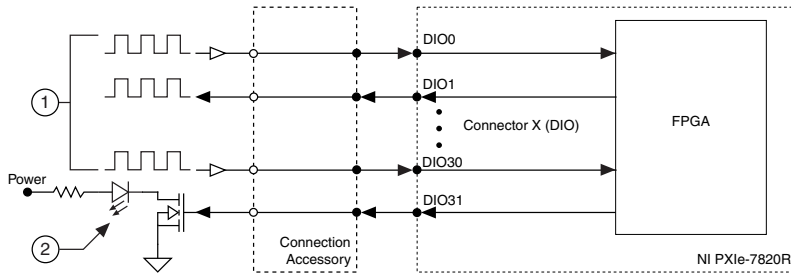 DIO0
1
DIO1
FPGA
Connector X (DIO)
DIO30
Power
DIO31
2
Connection
Accessory
NI PXIe-7820R